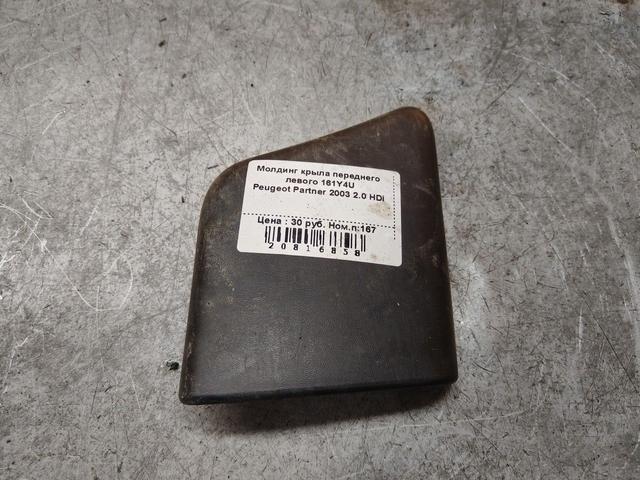 Молдинг крыла переднего
левого 161Y4U
Peugeot Partner 2003 2.0 HDi
Цена : 30 руб. Ном.п:167
20816858